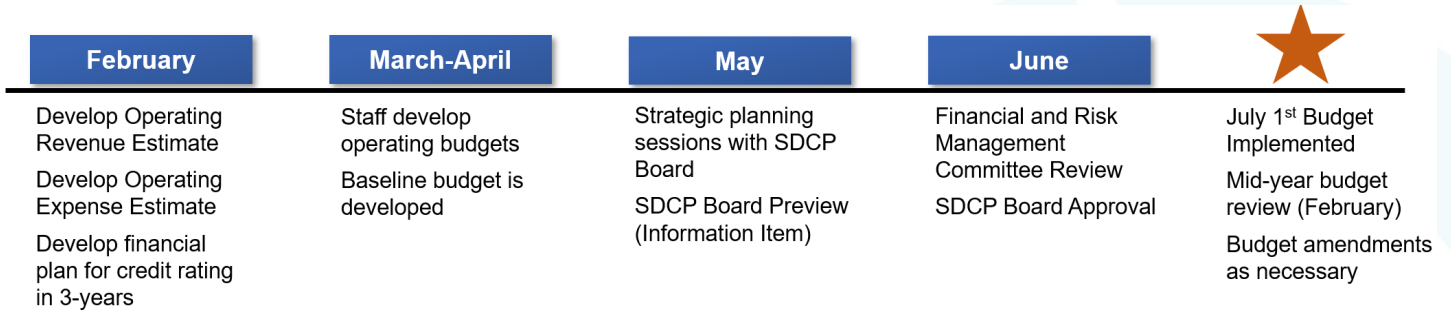 February
Develop Operating
Revenue Estimate
Develop Operating
Expense Estimate
Develop financial
plan for credit rating
in 3-years
March-April
Staff develop
operating budgets
Baseline budget is
developed
May
Strategic planning
sessions with SDCP
Board
SDCP Board Preview
(Information Item)
June
Financial and Risk
Management
Committee Review
SDCP Board Approval
July 1st Budget
Implemented
Mid-year budget
review (February)
Budget amendments
as necessary